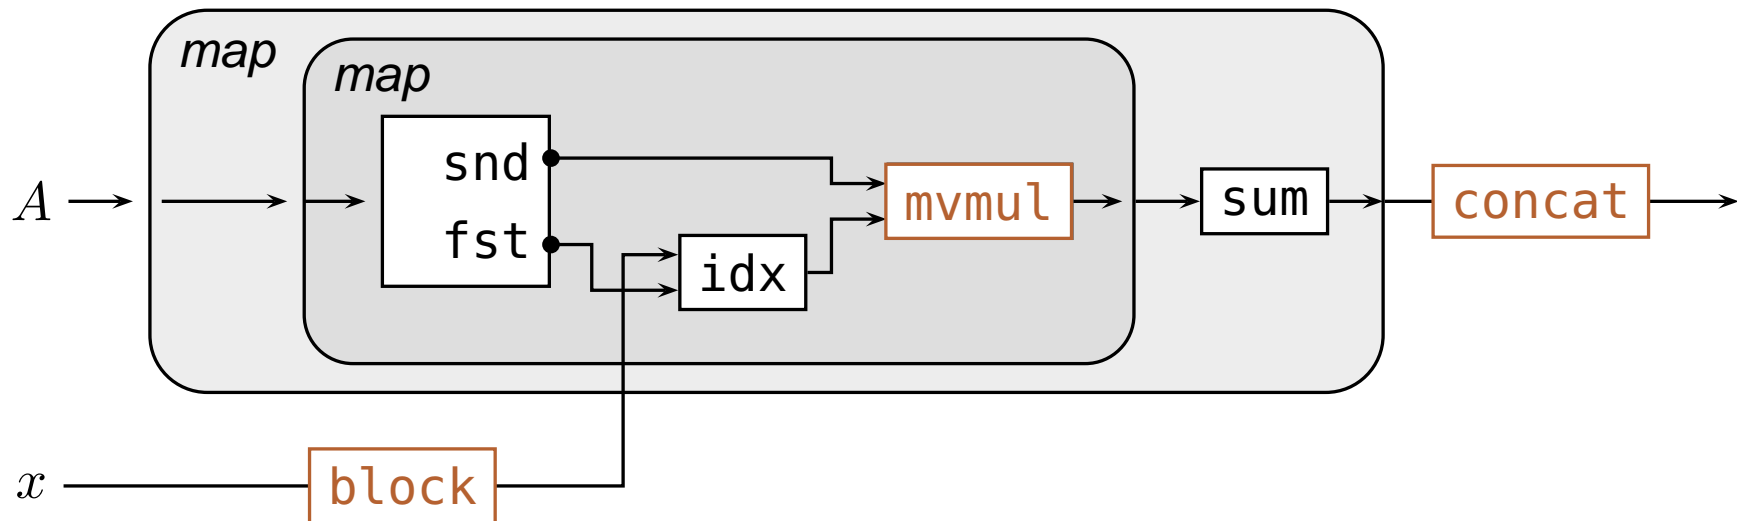 map
map
snd
A
mvmul
sum
concat
fst
idx
x
block